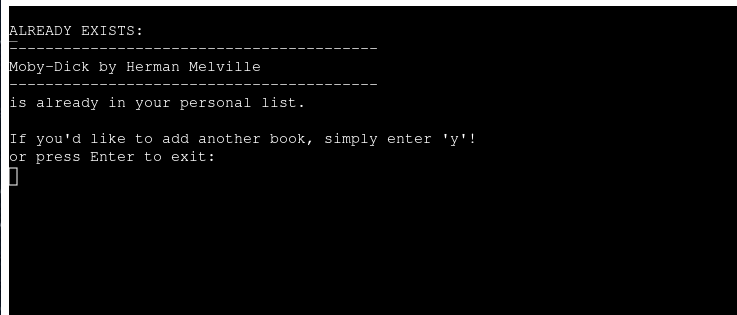 ALREADY EXISTS:
-----------------------------------------
Moby-Dick by Herman Melville
-----------------------------------------
is already in your personal list.
If you'd like to add another book, simply enter 'y'!
or press Enter to exit: